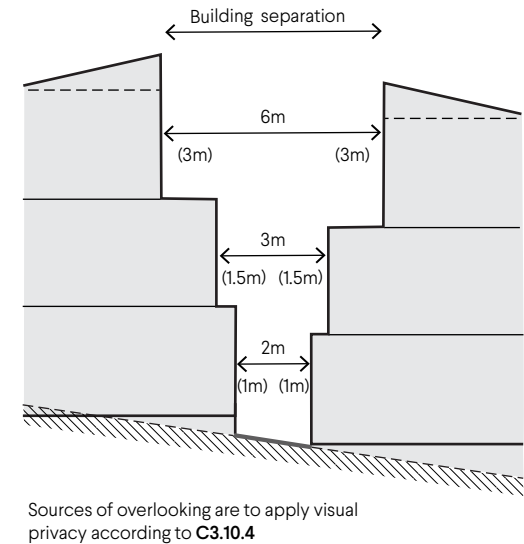 Building separation
6m
(3m) (3m)
3m
(1.5m) (1.5m)
2m
(1m) (1m)
Sources of overlooking are to apply visual
privacy according to C3.10.4